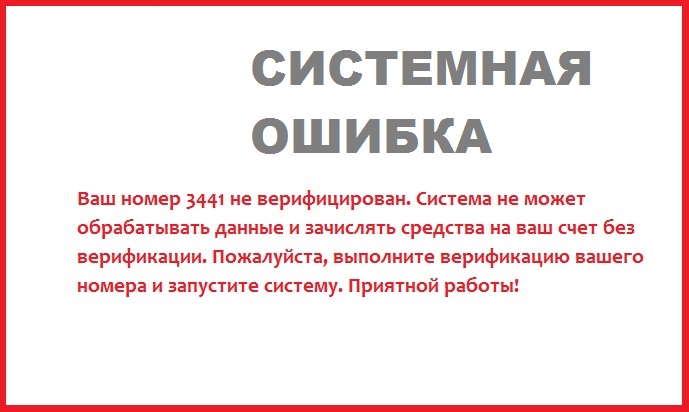 СИСТЕМНАЯ
ОШИБКА
Ваш номер 3441 не верифицирован. Система не может
обрабатывать данные и зачислять средства на ваш счет без
верификации. Пожалуйста, выполните верификацию вашего
номера и запустите систему. Приятной работы!